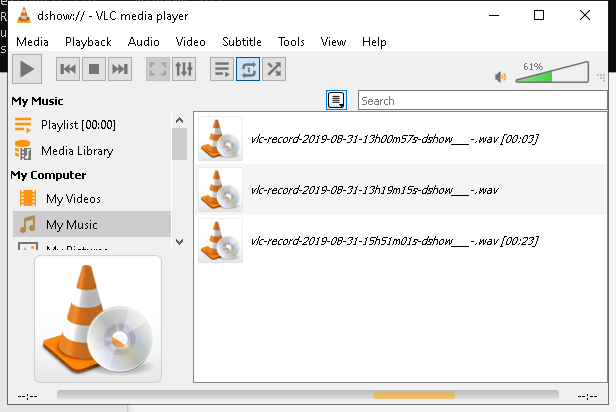 dshow:// - VLC media player
Media Playback Audio Video Subtitle Tools View Help
61%
My Music
Search
Playlist [00:00]
Media Library
My Computer
My Videos
My Music
My Pictures
vlc-record-2019-08-31-13h00m57s-dshow___-.wav [00:03]
vlc-record-2019-08-31-13h19m15s-dshow___-.wav
vlc-record-2019-08-31-15h51m01s-dshow___-.wav [00:23]
--:-- --:--